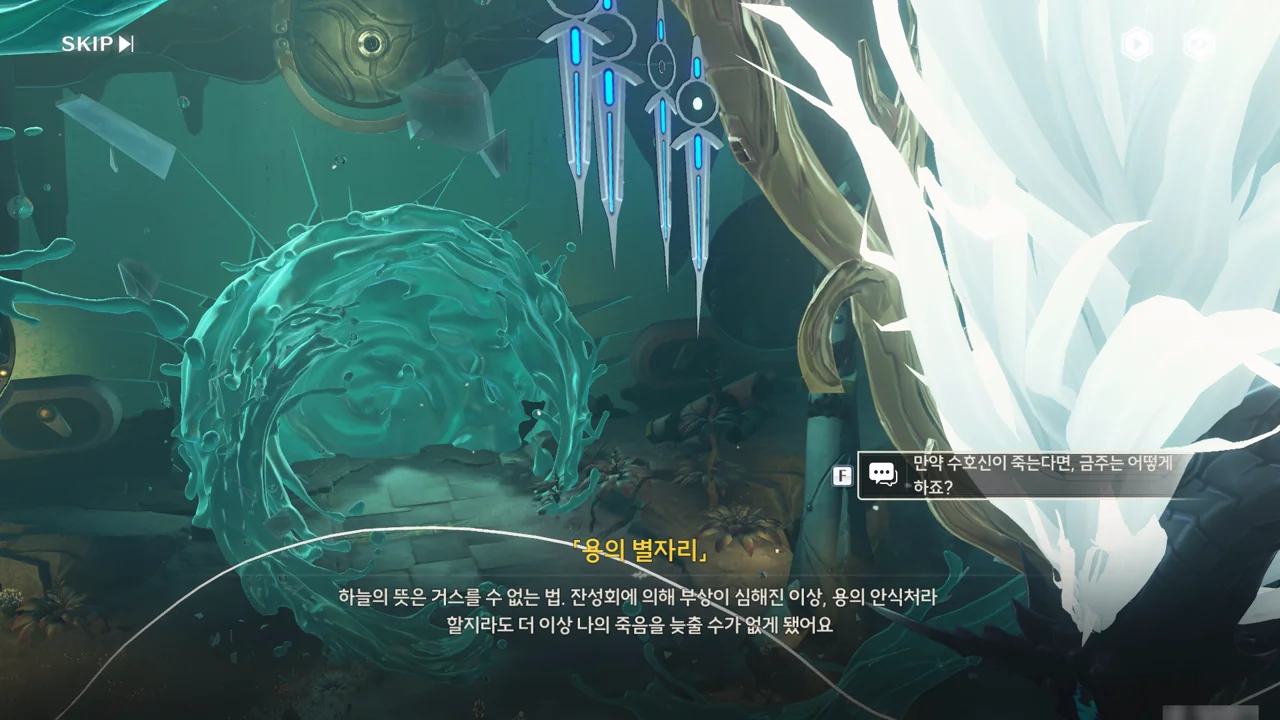 SKIP
만약 수호신이 죽는다면, 금주는 어떻게
하죠?
F
「용의 별자리」
하늘의 뜻은 거스를 수 없는 법. 잔성회에 의해 부상이 심해진 이상, 용의 안식처라
할지라도 더 이상 나의 죽음을 늦출 수가 없게 됐어요